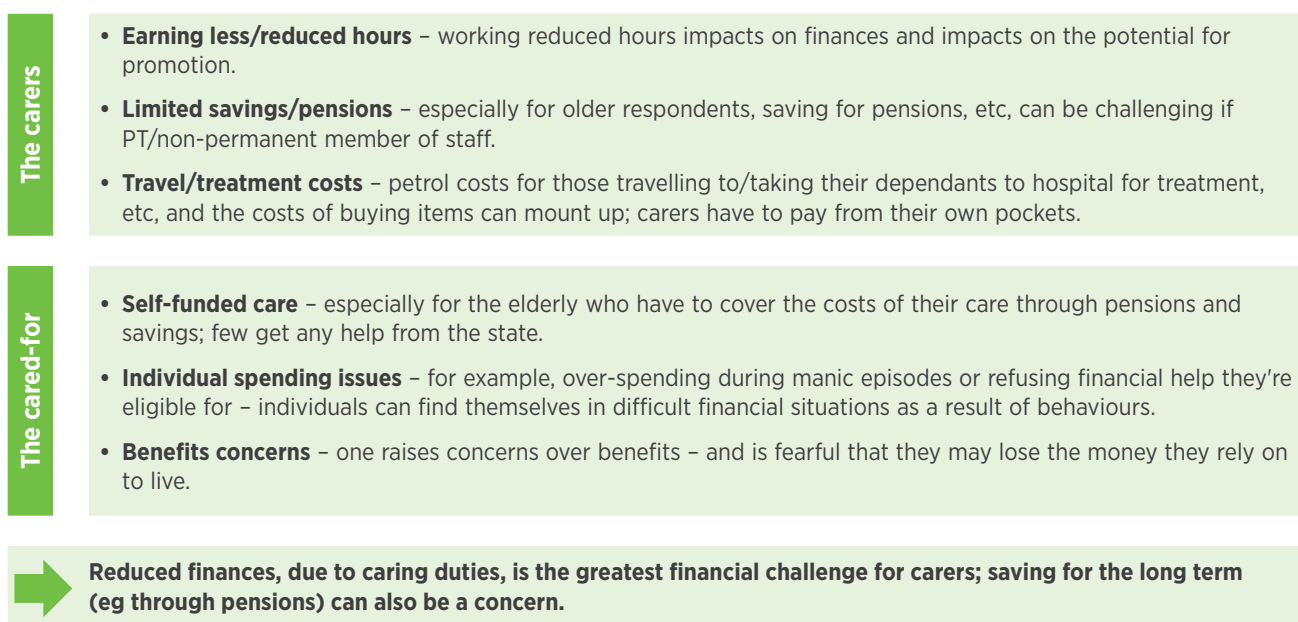 The carers
• Earning less/reduced hours – working reduced hours impacts on finances and impacts on the potential for
promotion.
• Limited savings/pensions – especially for older respondents, saving for pensions, etc, can be challenging if
PT/non-permanent member of staff.
• Travel/treatment costs – petrol costs for those travelling to/taking their dependants to hospital for treatment,
etc, and the costs of buying items can mount up; carers have to pay from their own pockets.
The cared-for
• Self-funded care – especially for the elderly who have to cover the costs of their care through pensions and
savings; few get any help from the state.
• Individual spending issues – for example, over-spending during manic episodes or refusing financial help they're
eligible for – individuals can find themselves in difficult financial situations as a result of behaviours.
• Benefits concerns – one raises concerns over benefits – and is fearful that they may lose the money they rely on
to live.
Reduced finances, due to caring duties, is the greatest financial challenge for carers; saving for the long term
(eg through pensions) can also be a concern.